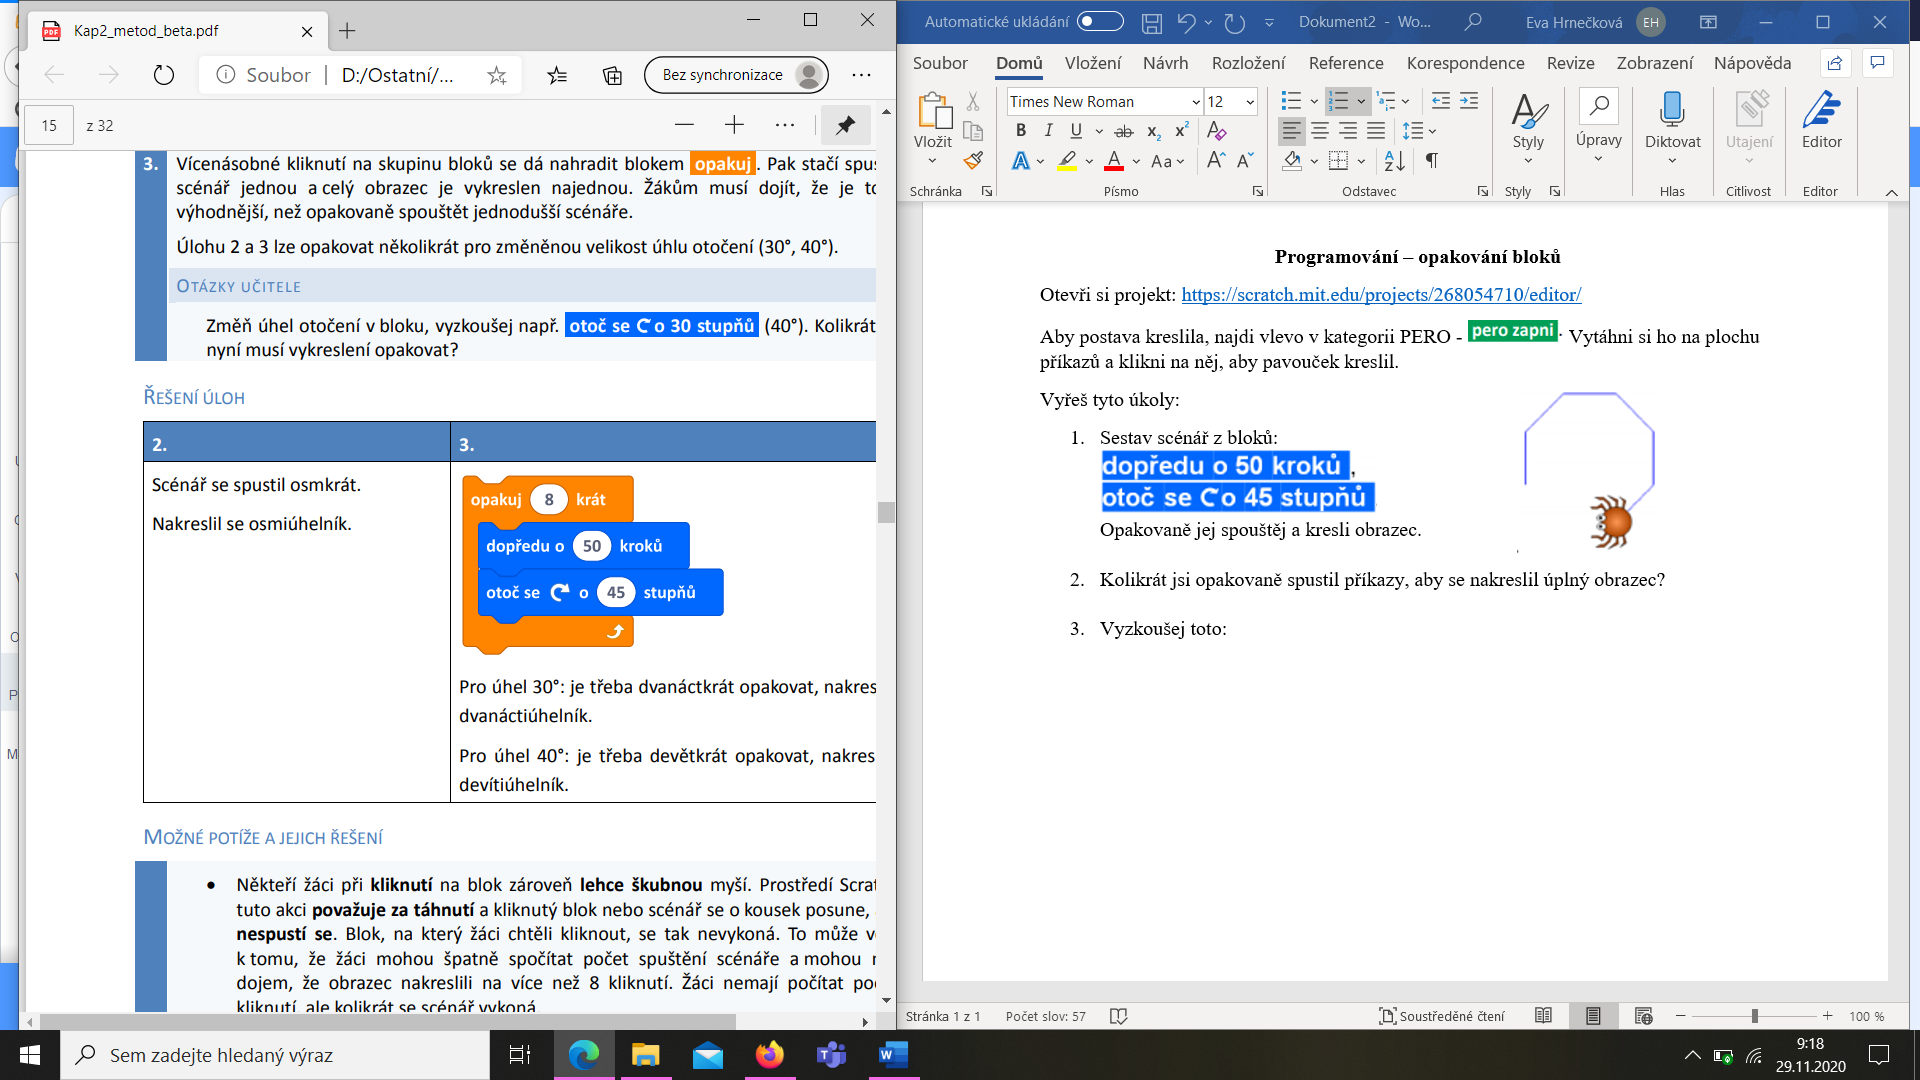 Kap2_metod_beta.pdf
Soubor
D:/Ostatní/...
Bez synchronizace
15
z 32
3. Vícenásobné kliknutí na skupinu bloků se dá nahradit blokem opakuj. Pak stačí
scénář jednou a celý obrazec je vykreslen najednou. Žákům musí dojít, že je
výhodnější, než opakovaně spouštět jednodušší scénáře.
Úlohu 2 a 3 lze opakovat několikrát pro změněnou velikost úhlu otočení (30°, 40°).
OTÁZKY UČITELE
Změň úhel otočení v bloku, vyzkoušej např. otoč se o 30 stupňů (40°). Kolikrát
nyní musí vykreslení opakovat?
ŘEŠENÍ ÚLOH
2.
3.
Scénář se spustil osmkrát.
Nakreslil se osmiúhelník.
opakuj 8 krát
dopředu o 50 kroků
otoč se o 45 stupňů
Pro úhel 30°: je třeba dvanáctkrát opakovat, nakres
dvanáctiúhelník.
Pro úhel 40°: je třeba devětkrát opakovat, nakres
devítiúhelník.
MOŽNÉ POTÍŽE A JEJICH ŘEŠENÍ
• Někteří žáci při kliknutí na blok zároveň lehce škubnou myší. Prostředí
tuto akci považuje za táhnutí a kliknutý blok nebo scénář se o kousek posune,
nespustí se. Blok, na který žáci chtěli kliknout, se tak nevykoná. To může
k tomu, že žáci mohou špatně spočítat počet spuštění scénáře a mohou
dojem, že obrazec nakreslili na více než 8 kliknutí. Žáci nemají počítat
kliknutí, ale kolikrát se scénář vykoná.
Automatické ukládání
Dokument2 - Wo...
Eva Hrnečková
EH
Soubor Domů Vložení Návrh Rozložení Reference Korespondence Revize Zobrazení Nápověda
Vložit
Times New Roman
12
Styly
Úpravy
Diktovat
Utajení
Editor
Schránka
Písmo
Odstavec
Styly
Hlas
Citlivost
Editor
Programování – opakování bloků
Otevři si projekt: https://scratch.mit.edu/projects/268054710/editor/
Aby postava kreslila, najdi vlevo v kategorii PERO - pero zapni. Vytáhni si ho na plochu
příkazů a klikni na něj, aby pavouček kreslil.
Vyřeš tyto úkoly:
1. Sestav scénář z bloků:
dopředu o 50 kroků ,
otoč se o 45 stupňů
Opakovaně jej spouštěj a kresli obrazec.
2. Kolikrát jsi opakovaně spustil příkazy, aby se nakreslil úplný obrazec?
3. Vyzkoušej toto:
Stránka 1 z 1
Počet slov: 57
Soustředěné čtení
100 %
Sem zadejte hledaný výraz
9:18
29.11.2020